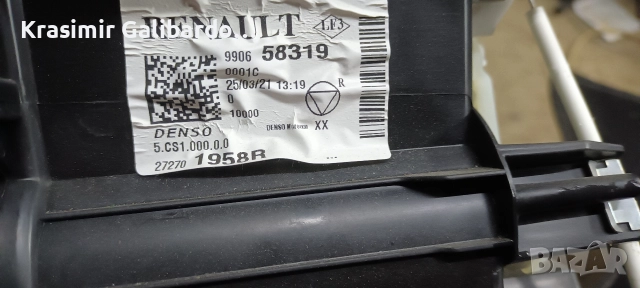 Krasimir Galibardo
RENAULT LF3
9906 58319
0001C
25/03/21 13:19 R
0
10000
DENSO XX
DENSO
5.CS1.000.0.0
27270 1958R
BAZAR